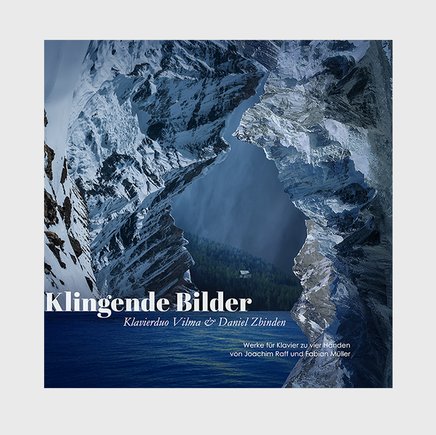 Klingende Bilder
Klavierduo Vilma & Daniel Zbinden
Werke für Klavier zu vier Händen
von Joachim Raff und Fabian Müller